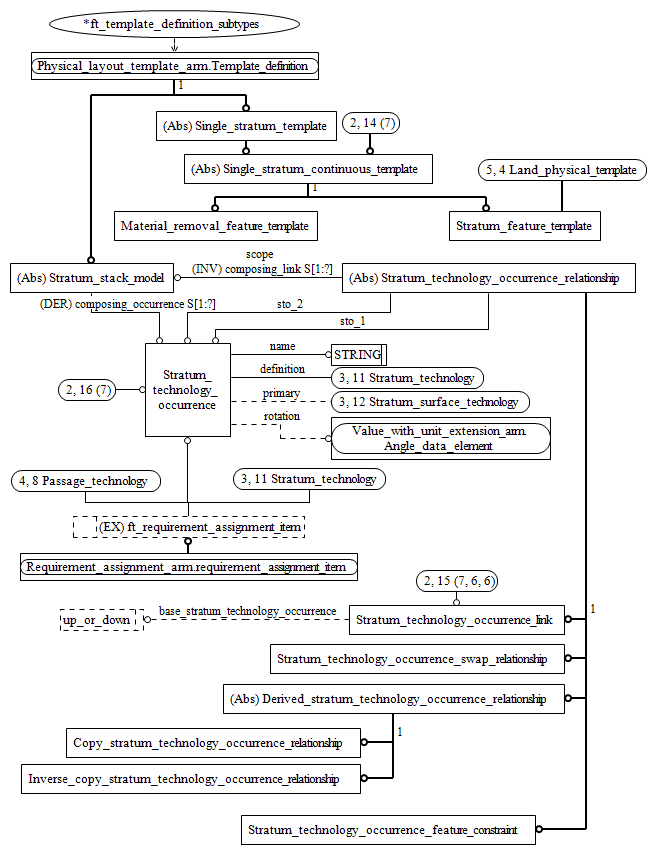 *ft_template_definition_subtypes
Physical_layout_template_arm.Template_definition
1
(Abs) Single_stratum_template
2, 14 (7)
(Abs) Single_stratum_continuous_template
5, 4 Land_physical_template
1
Material_removal_feature_template
Stratum_feature_template
scope
(INV) composing_link S[1:?]
(Abs) Stratum_stack_model
(Abs) Stratum_technology_occurrence_relationship
(DER) composing_occurrence S[1:?]
sto_2
sto_1
name
STRING
Stratum_
technology_
occurrence
definition
3, 11 Stratum_technology
2, 16 (7)
primary
3, 12 Stratum_surface_technology
rotation
Value_with_unit_extension_arm.
Angle_data_element
4, 8 Passage_technology
3, 11 Stratum_technology
(EX) ft_requirement_assignment_item
Requirement_assignment_arm.requirement_assignment_item
2, 15 (7, 6, 6)
up_or_down
base_stratum_technology_occurrence
Stratum_technology_occurrence_link
1
Stratum_technology_occurrence_swap_relationship
(Abs) Derived_stratum_technology_occurrence_relationship
1
Copy_stratum_technology_occurrence_relationship
Inverse_copy_stratum_technology_occurrence_relationship
Stratum_technology_occurrence_feature_constraint